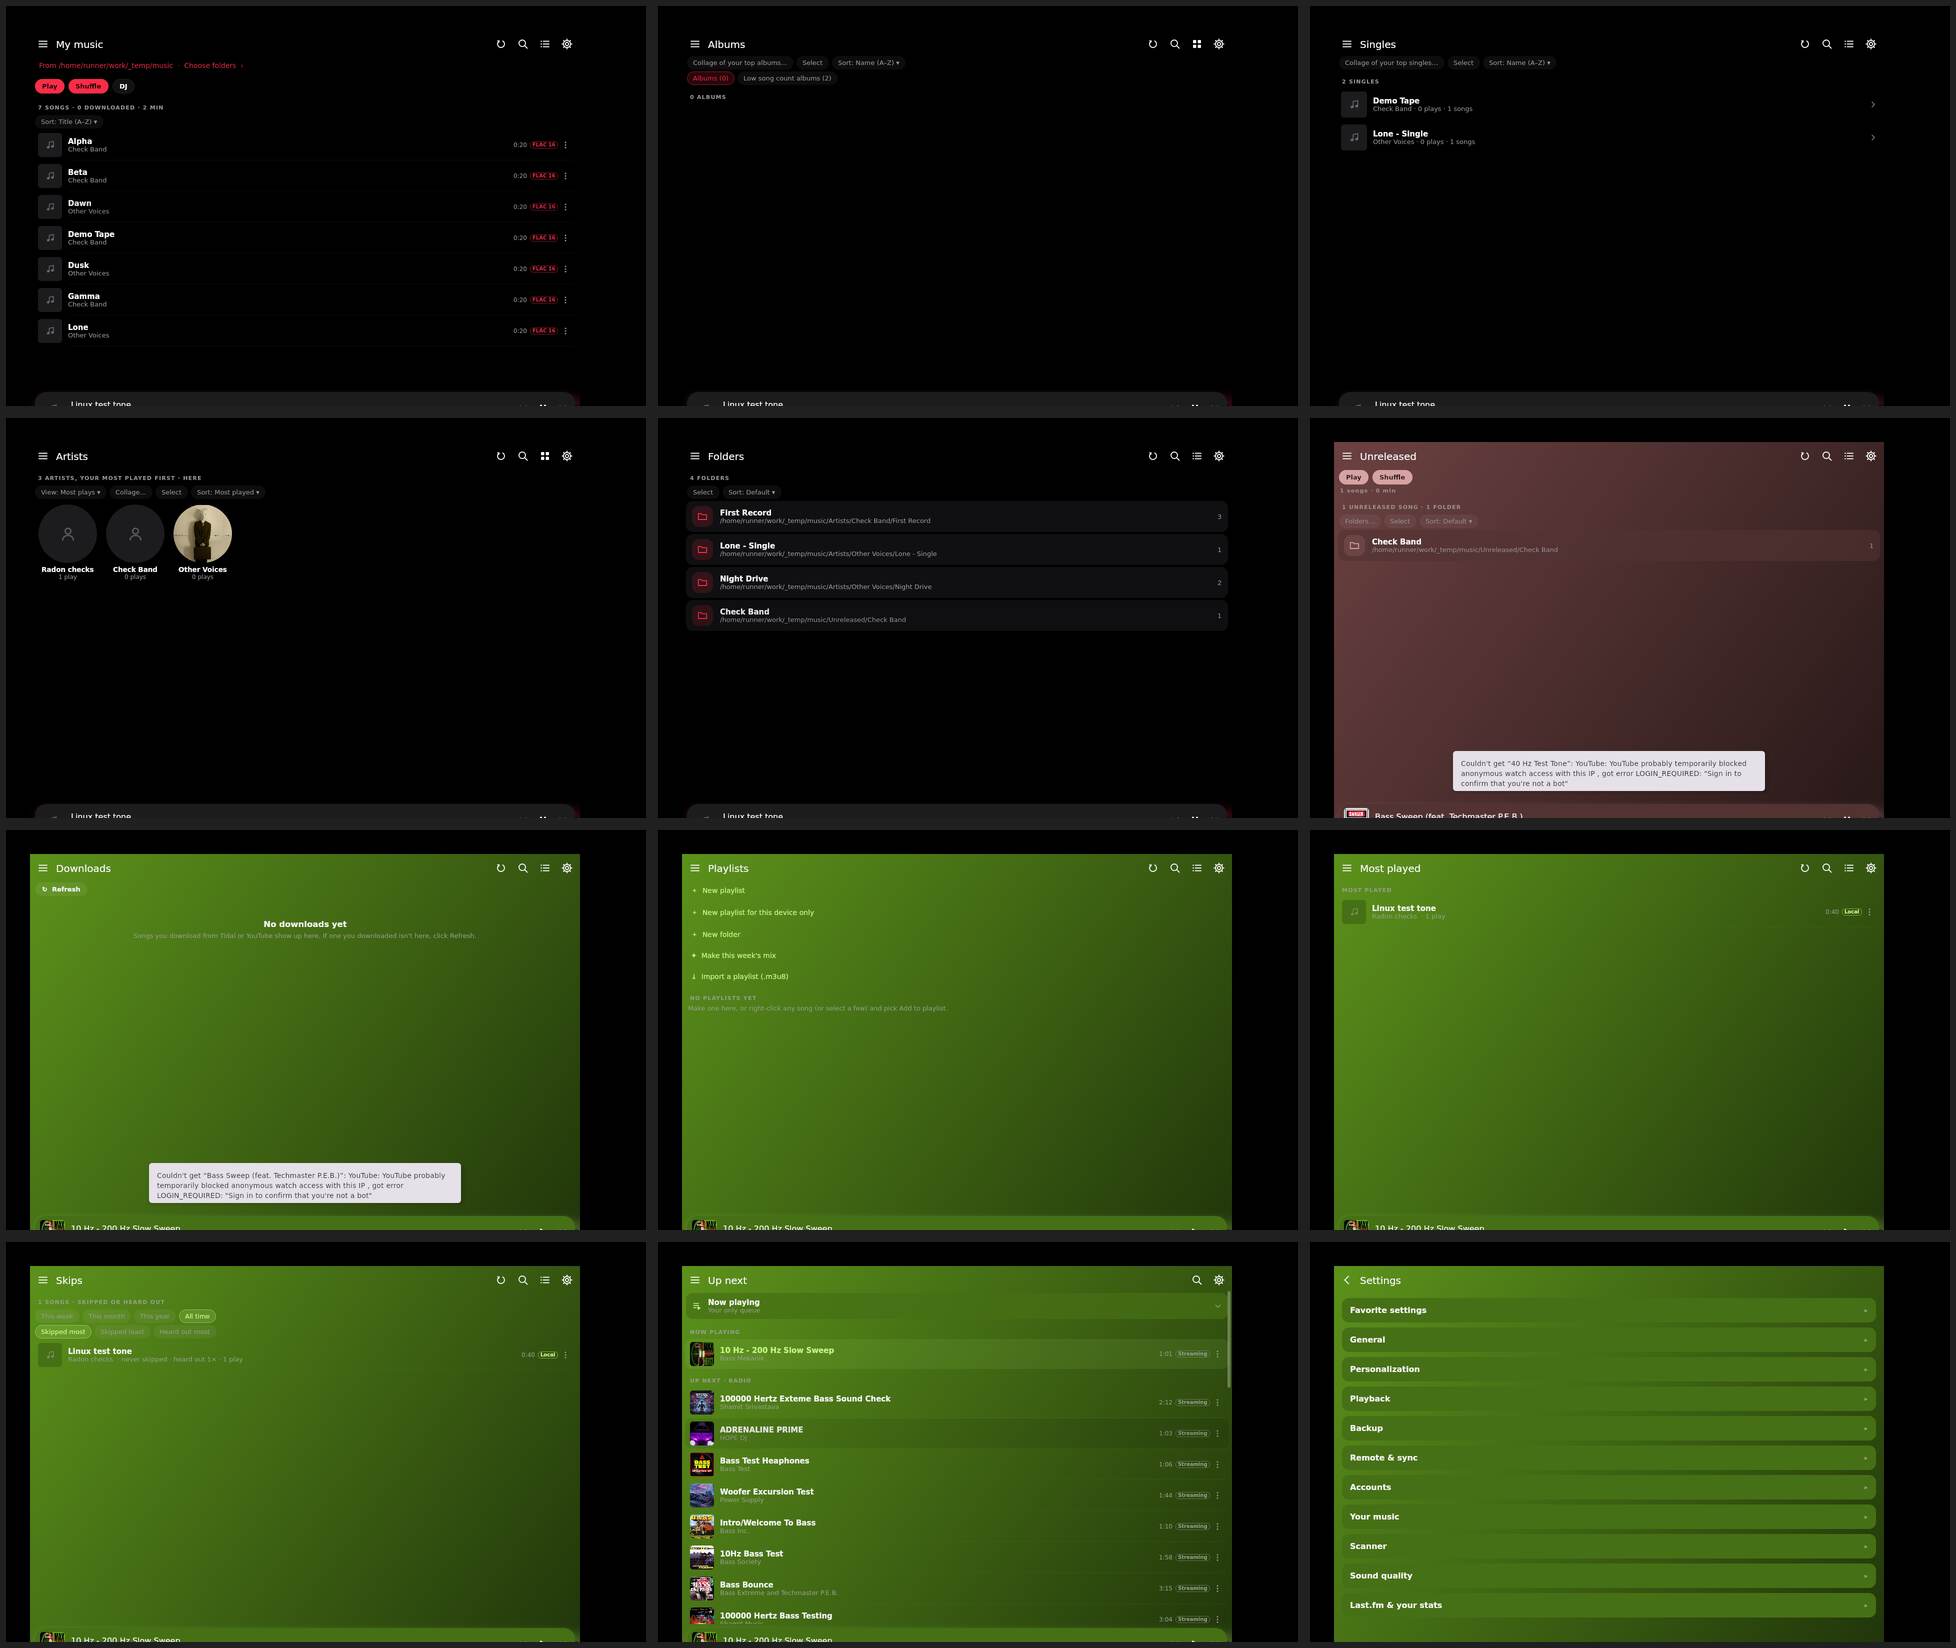 My music
From /home/runner/work/_temp/music · Choose folders ›
Play Shuffle DJ
7 SONGS · 0 DOWNLOADED · 2 MIN
Sort: Title (A–Z) ▾
Alpha
Check Band
0:20 FLAC 16
Beta
Check Band
0:20 FLAC 16
Dawn
Other Voices
0:20 FLAC 16
Demo Tape
Check Band
0:20 FLAC 16
Dusk
Other Voices
0:20 FLAC 16
Gamma
Check Band
0:20 FLAC 16
Lone
Other Voices
0:20 FLAC 16
Linux test tone
Albums
Collage of your top albums... Select Sort: Name (A–Z) ▾
Albums (0) Low song count albums (2)
0 ALBUMS
Linux test tone
Singles
Collage of your top singles... Select Sort: Name (A–Z) ▾
2 SINGLES
Demo Tape
Check Band · 0 plays · 1 songs
Lone - Single
Other Voices · 0 plays · 1 songs
Linux test tone
Artists
3 ARTISTS, YOUR MOST PLAYED FIRST · HERE
View: Most plays ▾ Collage... Select Sort: Most played ▾
Radon checks
1 play
Check Band
0 plays
Other Voices
0 plays
Linux test tone
Folders
4 FOLDERS
Select Sort: Default ▾
First Record
/home/runner/work/_temp/music/Artists/Check Band/First Record
3
Lone - Single
/home/runner/work/_temp/music/Artists/Other Voices/Lone - Single
1
Night Drive
/home/runner/work/_temp/music/Artists/Other Voices/Night Drive
2
Check Band
/home/runner/work/_temp/music/Unreleased/Check Band
1
Linux test tone
Unreleased
Play Shuffle
1 songs · 0 min
1 UNRELEASED SONG · 1 FOLDER
Folders... Select Sort: Default ▾
Check Band
/home/runner/work/_temp/music/Unreleased/Check Band
1
Couldn't get "40 Hz Test Tone": YouTube: YouTube probably temporarily blocked
anonymous watch access with this IP , got error LOGIN_REQUIRED: "Sign in to
confirm that you're not a bot"
Bass Sweep (feat. Techmaster P.E.B.)
Downloads
↻ Refresh
No downloads yet
Songs you download from Tidal or YouTube show up here. If one you downloaded isn't here, click Refresh.
Couldn't get "Bass Sweep (feat. Techmaster P.E.B.)": YouTube: YouTube probably
temporarily blocked anonymous watch access with this IP , got error
LOGIN_REQUIRED: "Sign in to confirm that you're not a bot"
10 Hz - 200 Hz Slow Sweep
Playlists
+ New playlist
+ New playlist for this device only
+ New folder
✦ Make this week's mix
↓ Import a playlist (.m3u8)
NO PLAYLISTS YET
Make one here, or right-click any song (or select a few) and pick Add to playlist.
10 Hz - 200 Hz Slow Sweep
Most played
MOST PLAYED
Linux test tone
Radon checks · 1 play
0:40 Local
10 Hz - 200 Hz Slow Sweep
Skips
1 SONGS · SKIPPED OR HEARD OUT
This week This month This year All time
Skipped most Skipped least Heard out most
Linux test tone
Radon checks · never skipped · heard out 1× · 1 play
0:40 Local
10 Hz - 200 Hz Slow Sweep
Up next
Now playing
Your only queue
NOW PLAYING
10 Hz - 200 Hz Slow Sweep
Bass Mekanik
1:01 Streaming
UP NEXT · RADIO
100000 Hertz Exteme Bass Sound Check
Shamit Srivastava
2:12 Streaming
ADRENALINE PRIME
HOPE DJ
1:03 Streaming
Bass Test Heaphones
Bass Test
1:06 Streaming
Woofer Excursion Test
Power Supply
1:44 Streaming
Intro/Welcome To Bass
Bass Inc.
1:10 Streaming
10Hz Bass Test
Bass Society
1:58 Streaming
Bass Bounce
Bass Extreme and Techmaster P.E.B.
3:15 Streaming
100000 Hertz Bass Testing
3:04 Streaming
10 Hz - 200 Hz Slow Sweep
Settings
Favorite settings
General
Personalization
Playback
Backup
Remote & sync
Accounts
Your music
Scanner
Sound quality
Last.fm & your stats